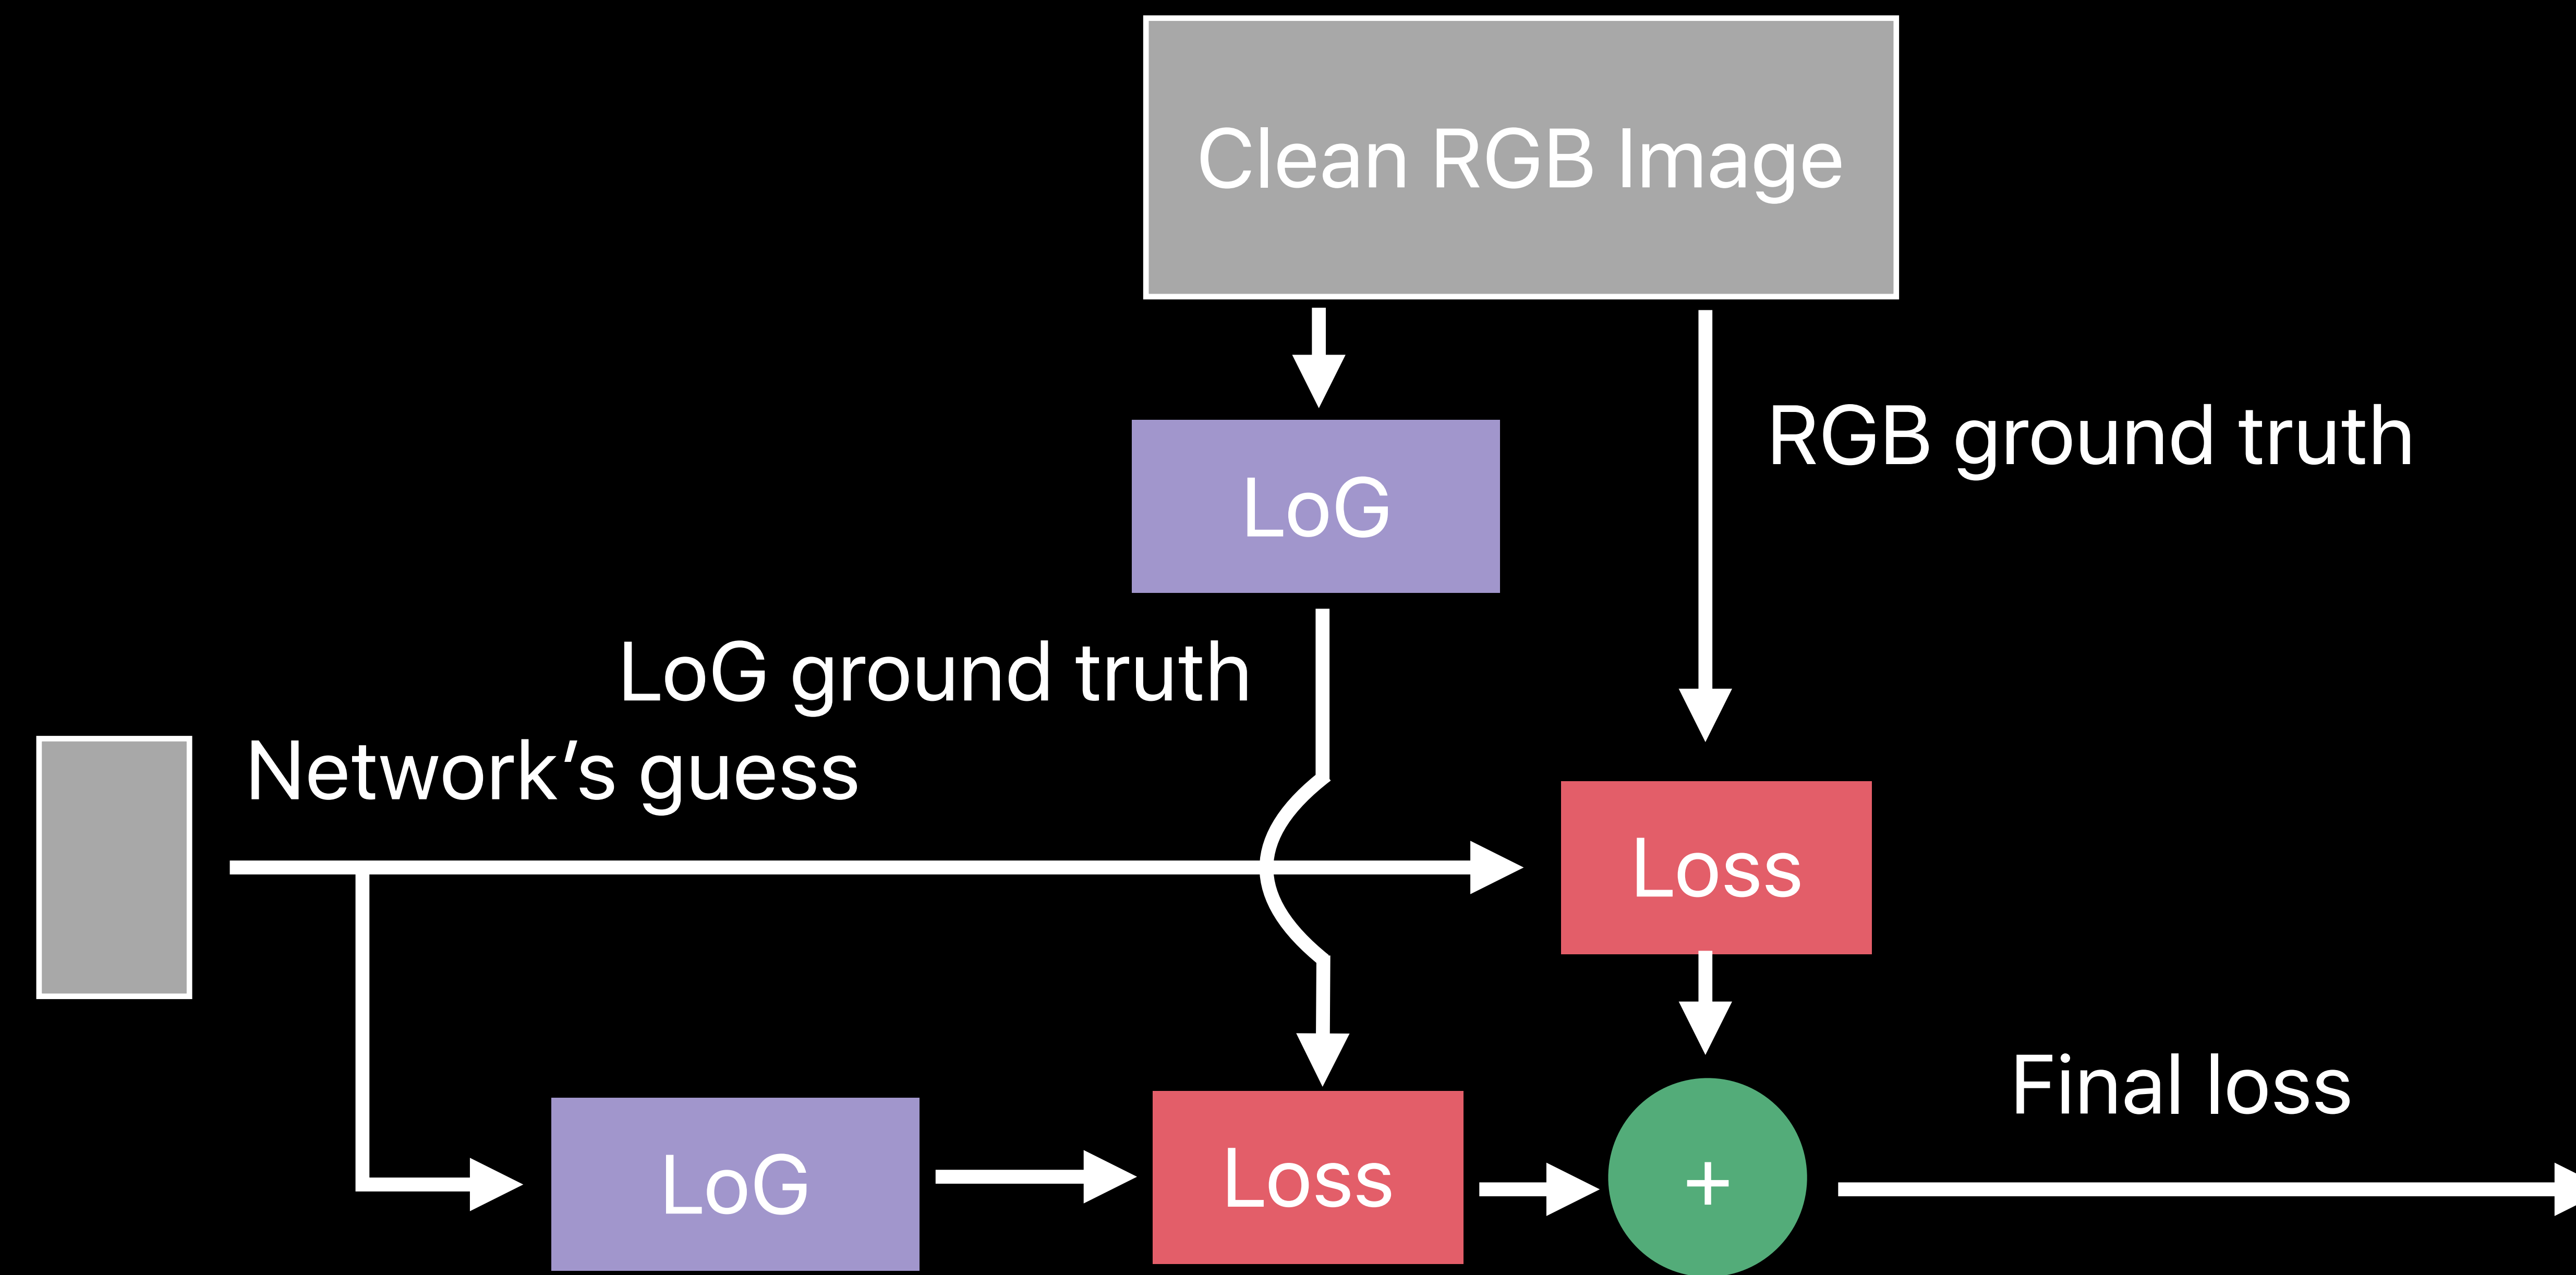 Clean RGB Image
LoG
RGB ground truth
LoG ground truth
Network’s guess
Loss
LoG
Loss
+
Final loss